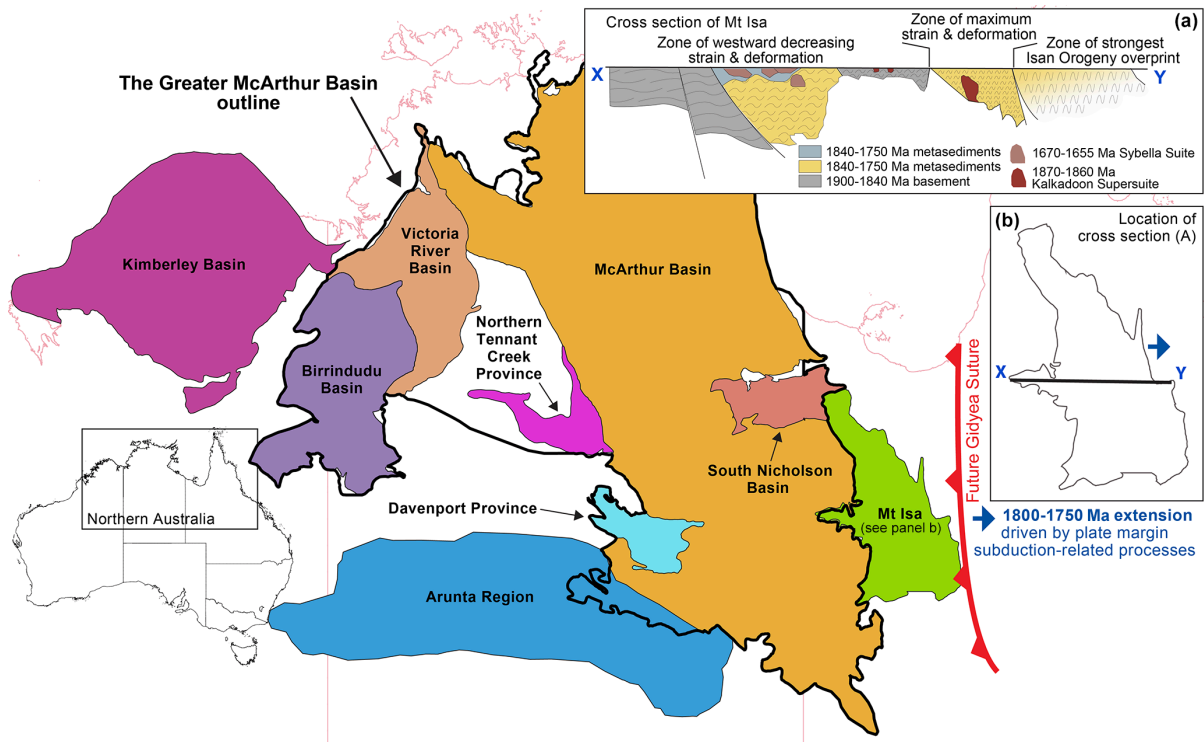 (a)
Cross section of Mt Isa
Zone of westward decreasing
strain & deformation
Zone of maximum
strain & deformation
Zone of strongest
Isan Orogeny overprint
X
Y
1840-1750 Ma metasediments
1840-1750 Ma metasediments
1900-1840 Ma basement
1670-1655 Ma Sybella Suite
1870-1860 Ma
Kalkadoon Supersuite
The Greater McArthur Basin
outline
Kimberley Basin
Victoria
River
Basin
McArthur Basin
Birrindudu
Basin
Northern
Tennant
Creek
Province
South Nicholson
Basin
Davenport Province
Mt Isa
(see panel b)
Arunta Region
Northern Australia
Future Gidyea Suture
(b)
Location of
cross section (A)
X
Y
1800-1750 Ma extension
driven by plate margin
subduction-related processes